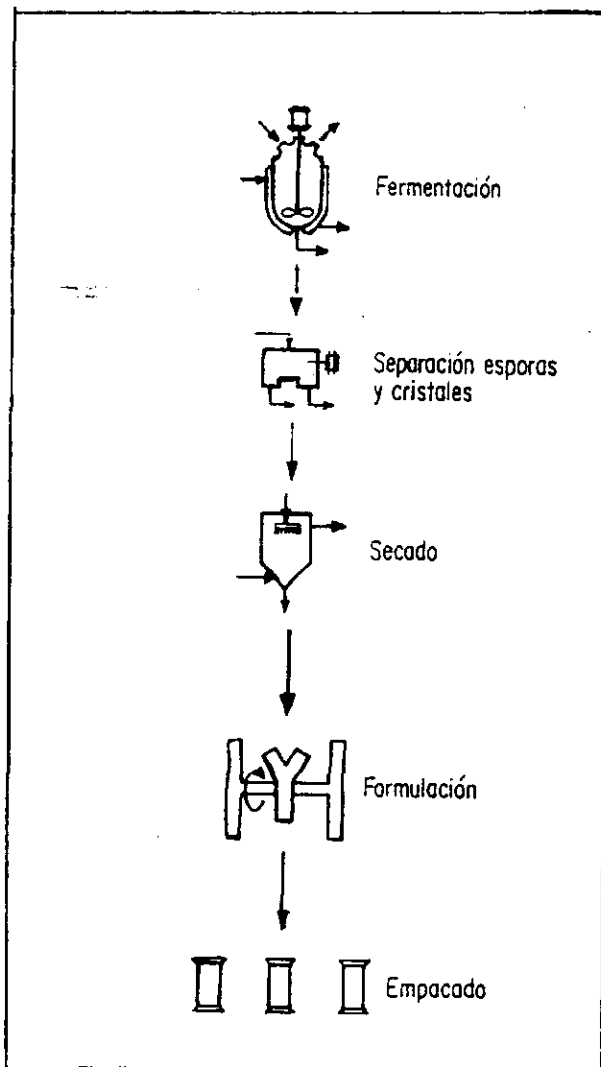 Fermentación
Separación esporas
y cristales
Secado
Formulación
Empacado